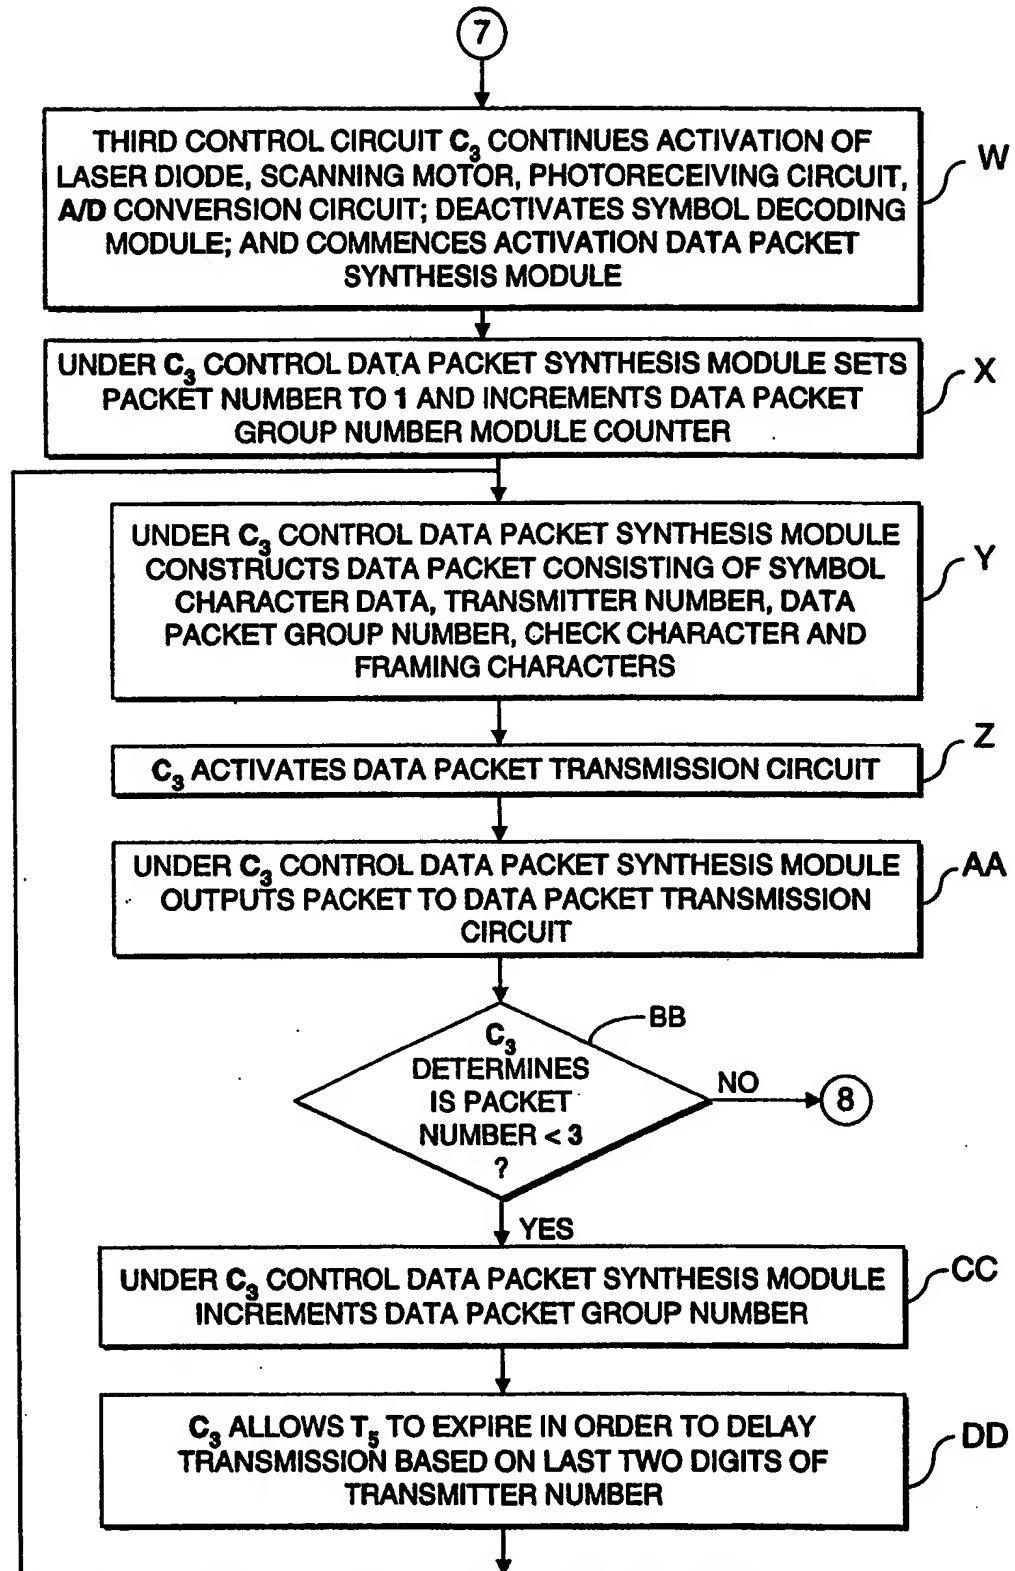 7
THIRD CONTROL CIRCUIT C3 CONTINUES ACTIVATION OF
LASER DIODE, SCANNING MOTOR, PHOTORECEIVING CIRCUIT,
A/D CONVERSION CIRCUIT; DEACTIVATES SYMBOL DECODING
MODULE; AND COMMENCES ACTIVATION DATA PACKET
SYNTHESIS MODULE
W
UNDER C3 CONTROL DATA PACKET SYNTHESIS MODULE SETS
PACKET NUMBER TO 1 AND INCREMENTS DATA PACKET
GROUP NUMBER MODULE COUNTER
X
UNDER C3 CONTROL DATA PACKET SYNTHESIS MODULE
CONSTRUCTS DATA PACKET CONSISTING OF SYMBOL
CHARACTER DATA, TRANSMITTER NUMBER, DATA
PACKET GROUP NUMBER, CHECK CHARACTER AND
FRAMING CHARACTERS
Y
C3 ACTIVATES DATA PACKET TRANSMISSION CIRCUIT
Z
UNDER C3 CONTROL DATA PACKET SYNTHESIS MODULE
OUTPUTS PACKET TO DATA PACKET TRANSMISSION
CIRCUIT
AA
C3
DETERMINES
IS PACKET
NUMBER < 3
?
BB
NO
8
YES
UNDER C3 CONTROL DATA PACKET SYNTHESIS MODULE
INCREMENTS DATA PACKET GROUP NUMBER
CC
C3 ALLOWS T5 TO EXPIRE IN ORDER TO DELAY
TRANSMISSION BASED ON LAST TWO DIGITS OF
TRANSMITTER NUMBER
DD